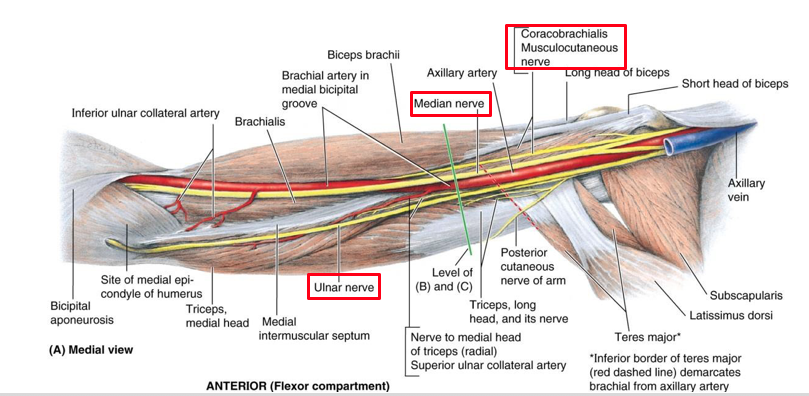 Coracobrachialis
Musculocutaneous
nerve
Biceps brachii
Long head of biceps
Brachial artery in
medial bicipital
groove
Axillary artery
Short head of biceps
Median nerve
Inferior ulnar collateral artery
Brachialis
Axillary
vein
Site of medial epi-
condyle of humerus
Bicipital
aponeurosis
Triceps,
medial head
Ulnar nerve
Medial
intermuscular septum
Level of
(B) and (C)
Posterior
cutaneous
nerve of arm
Triceps, long
head, and its nerve
Subscapularis
Latissimus dorsi
Teres major*
Nerve to medial head
of triceps (radial)
Superior ulnar collateral artery
(A) Medial view
*Inferior border of teres major
(red dashed line) demarcates
brachial from axillary artery
ANTERIOR (Flexor compartment)